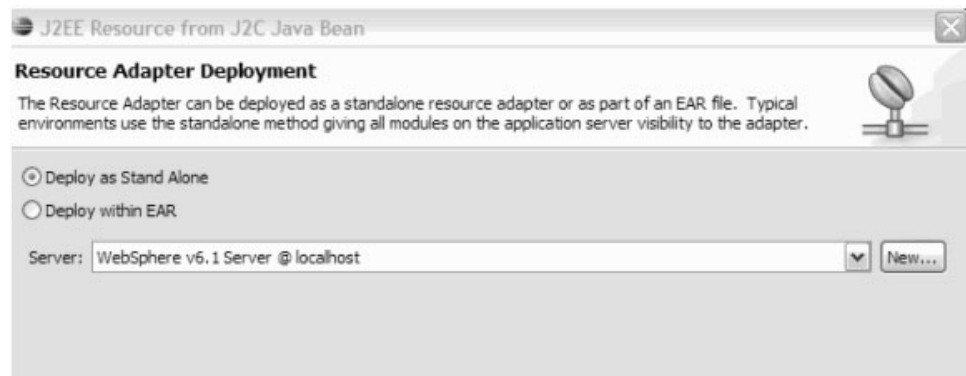 J2EE Resource from J2C Java Bean
Resource Adapter Deployment
The Resource Adapter can be deployed as a standalone resource adapter or as part of an EAR file. Typical
environments use the standalone method giving all modules on the application server visibility to the adapter.
Deploy as Stand Alone
Deploy within EAR
Server: WebSphere v6.1 Server @ localhost New...